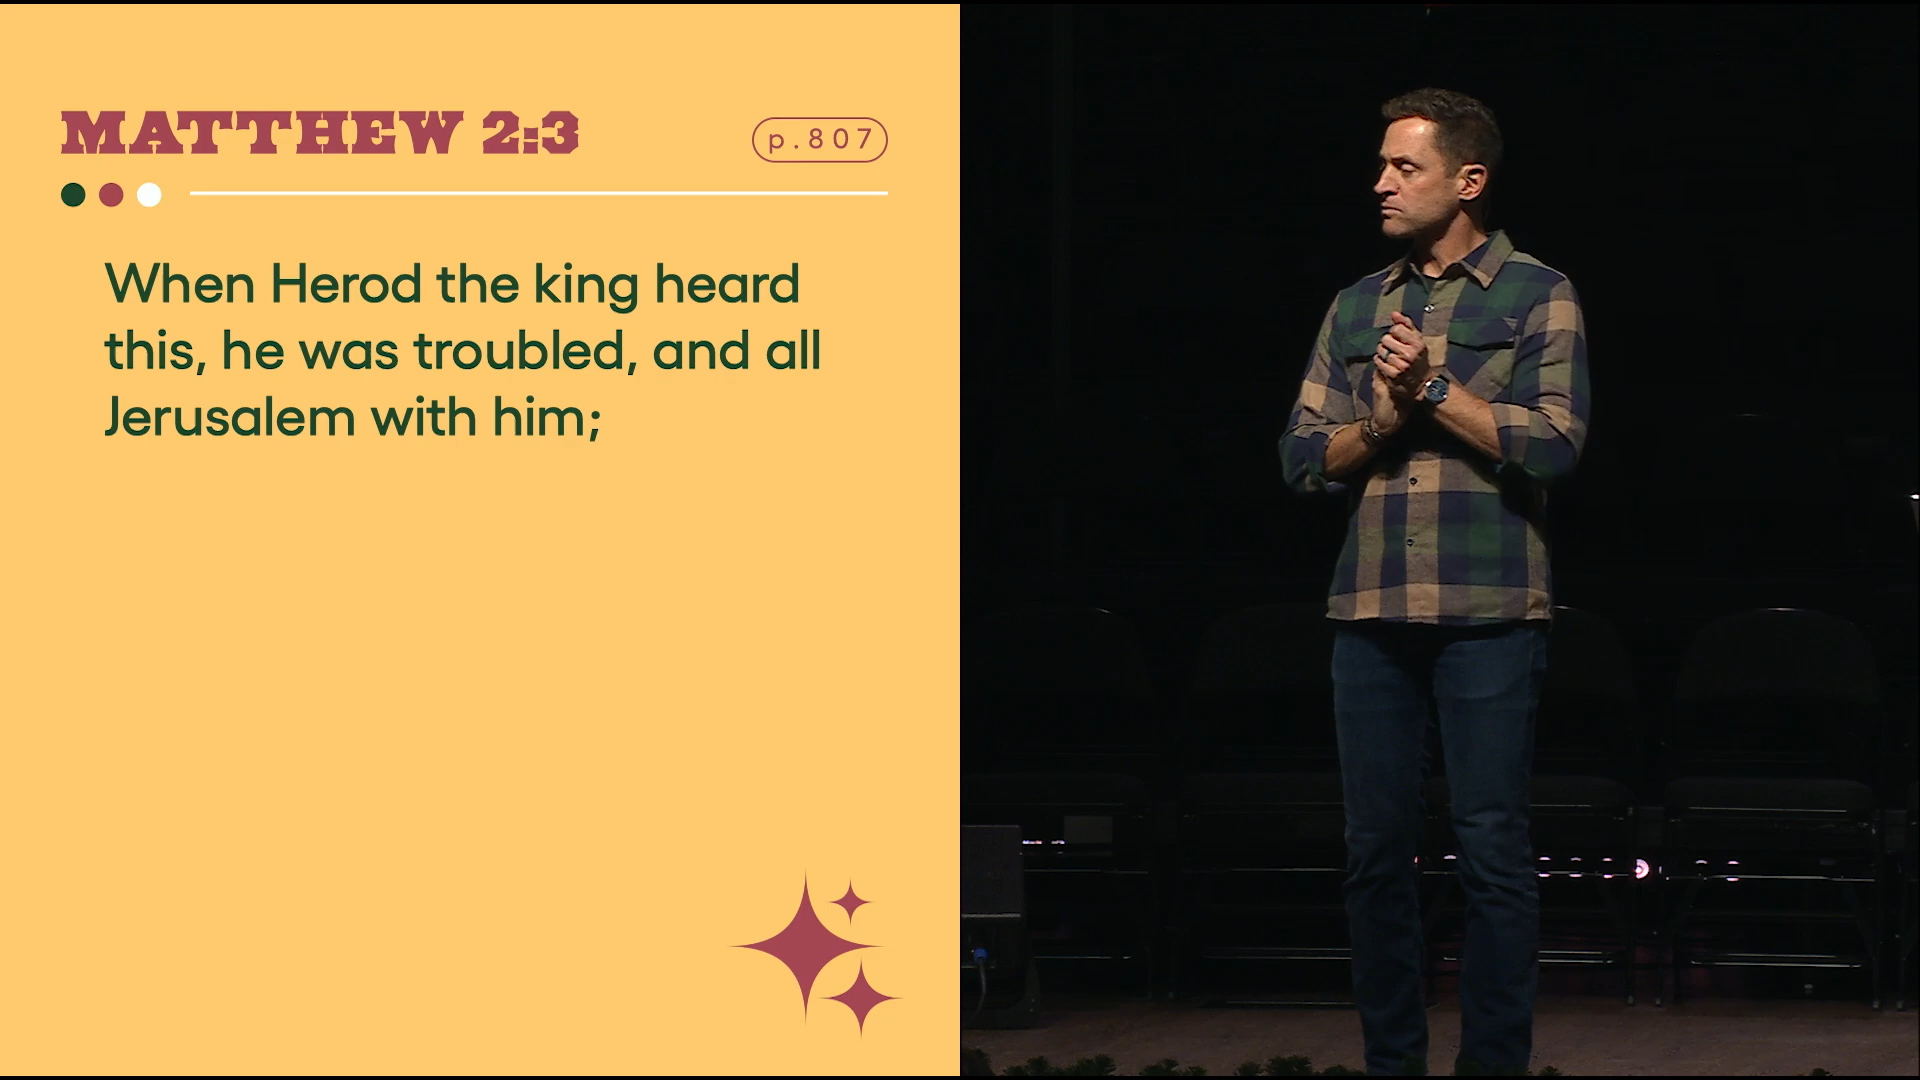 MATTHEW 2:3
p.807
When Herod the king heard
this, he was troubled, and all
Jerusalem with him;